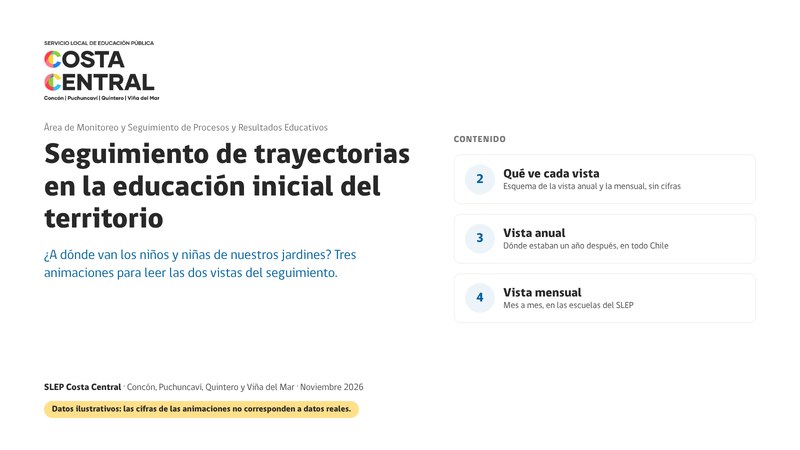 SERVICIO LOCAL DE EDUCACIÓN PÚBLICA
COSTA
CENTRAL
Concón | Puchuncaví | Quintero | Viña del Mar
Área de Monitoreo y Seguimiento de Procesos y Resultados Educativos
Seguimiento de trayectorias
en la educación inicial del
territorio
¿A dónde van los niños y niñas de nuestros jardines? Tres
animaciones para leer las dos vistas del seguimiento.
SLEP Costa Central · Concón, Puchuncaví, Quintero y Viña del Mar · Noviembre 2026
Datos ilustrativos: las cifras de las animaciones no corresponden a datos reales.
CONTENIDO
2
Qué ve cada vista
Esquema de la vista anual y la mensual, sin cifras
3
Vista anual
Dónde estaban un año después, en todo Chile
4
Vista mensual
Mes a mes, en las escuelas del SLEP